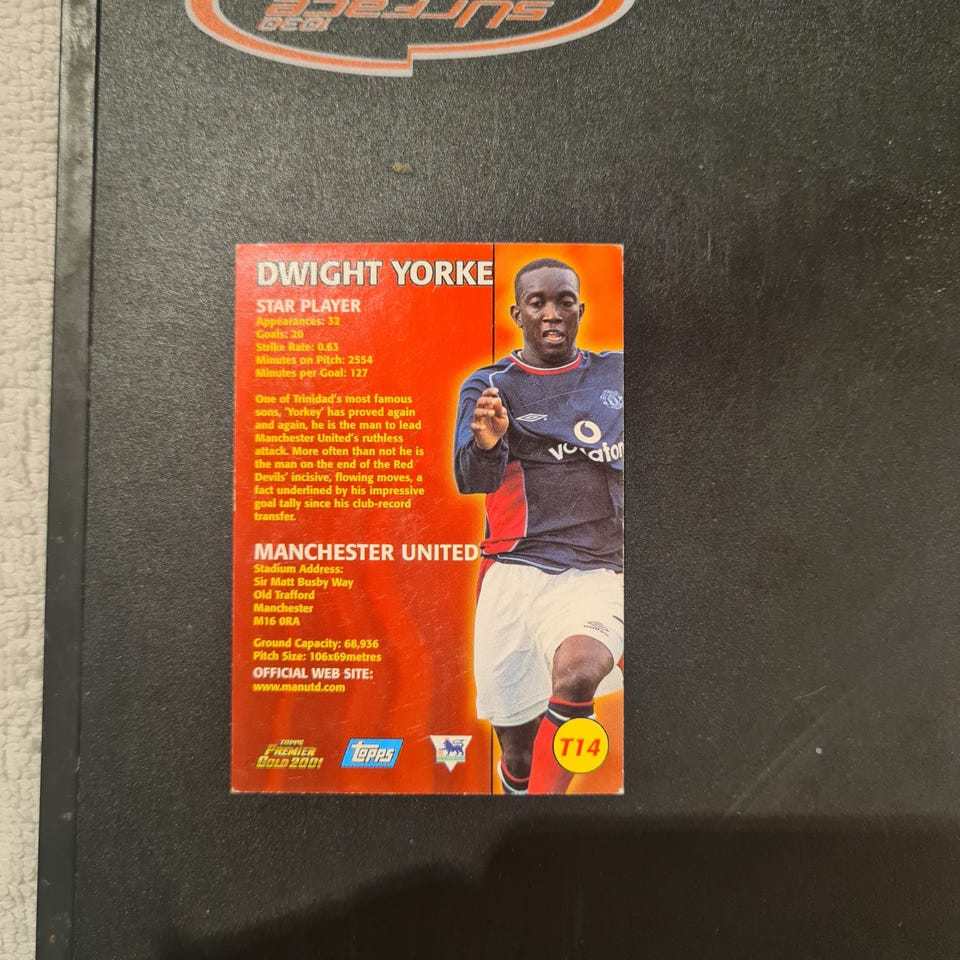 surface
1030
DWIGHT YORKE
STAR PLAYER
Appearances: 32
Goals: 20
Strike Rate: 0.63
Minutes on Pitch: 2554
Minutes per Goal: 127
One of Trinidad's most famous
sons, 'Yorkey' has proved again
and again, he is the man to lead
Manchester United's ruthless
attack. More often than not he is
the man on the end of the Red
Devils' incisive, flowing moves, a
fact underlined by his impressive
goal tally since his club-record
transfer.
MANCHESTER UNITED
Stadium Address:
Sir Matt Busby Way
Old Trafford
Manchester
M16 0RA
Ground Capacity: 68,936
Pitch Size: 106x69metres
OFFICIAL WEB SITE:
www.manutd.com
TOPPS
PREMIER
GOLD 2001
TOPPS
vodafon
UMBRO
T14